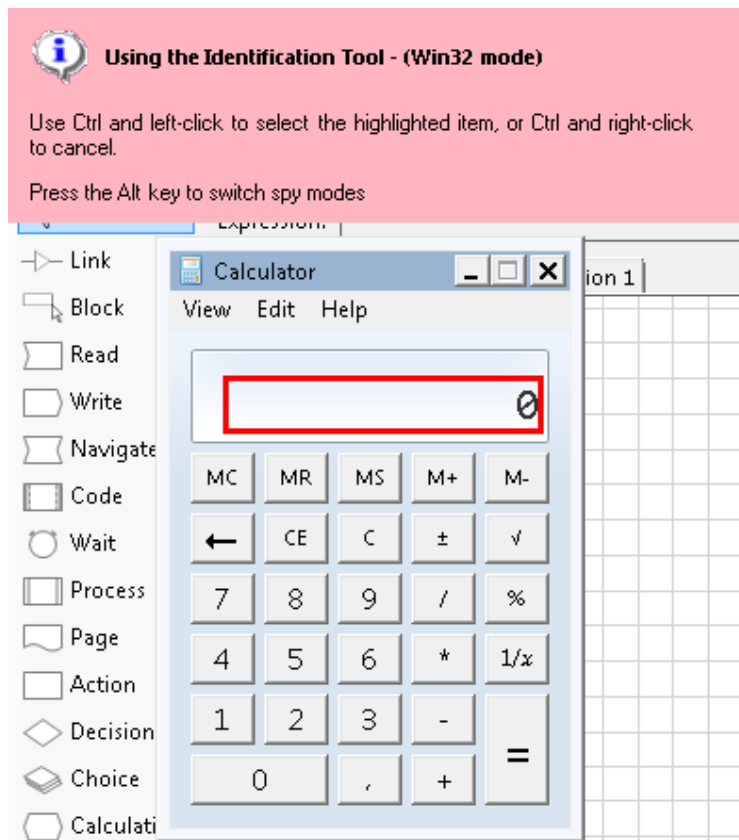 Using the Identification Tool - (Win32 mode)
Use Ctrl and left-click to select the highlighted item, or Ctrl and right-click
to cancel.
Press the Alt key to switch spy modes
Expression:
Link
Block
Read
Write
Navigate
Code
Wait
Process
Page
Action
Decision
Choice
Calculati
ion 1
Calculator
View Edit Help
0
MC MR MS M+ M-
← CE C ± √
7 8 9 / %
4 5 6 * 1/x
1 2 3 -
=
0 , +